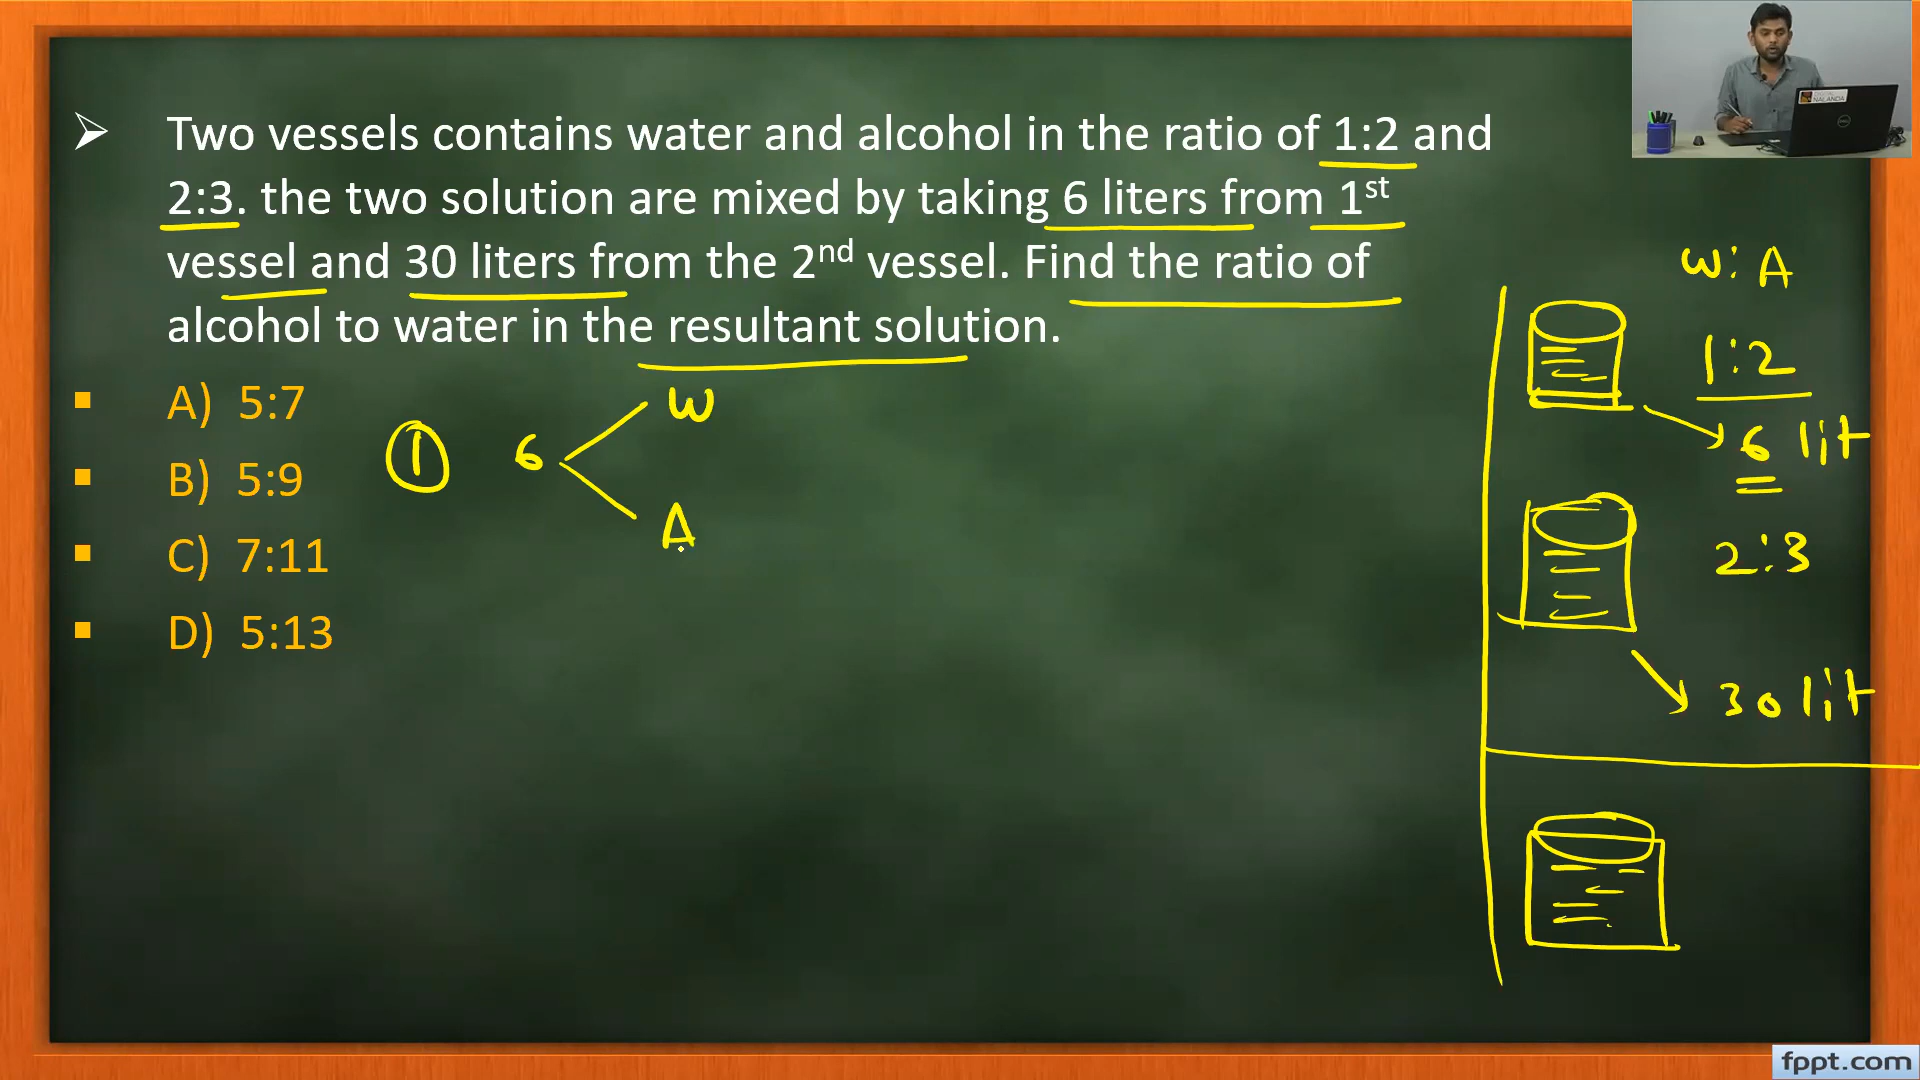 Two vessels contains water and alcohol in the ratio of 1:2 and
2:3. the two solution are mixed by taking 6 liters from 1st
vessel and 30 liters from the 2nd vessel. Find the ratio of
alcohol to water in the resultant solution.
A) 5:7
B) 5:9
C) 7:11
D) 5:13
1 6 W
A
W: A
1:2
6 lit
2:3
30 lit
NALANDA
DELL
fppt.com